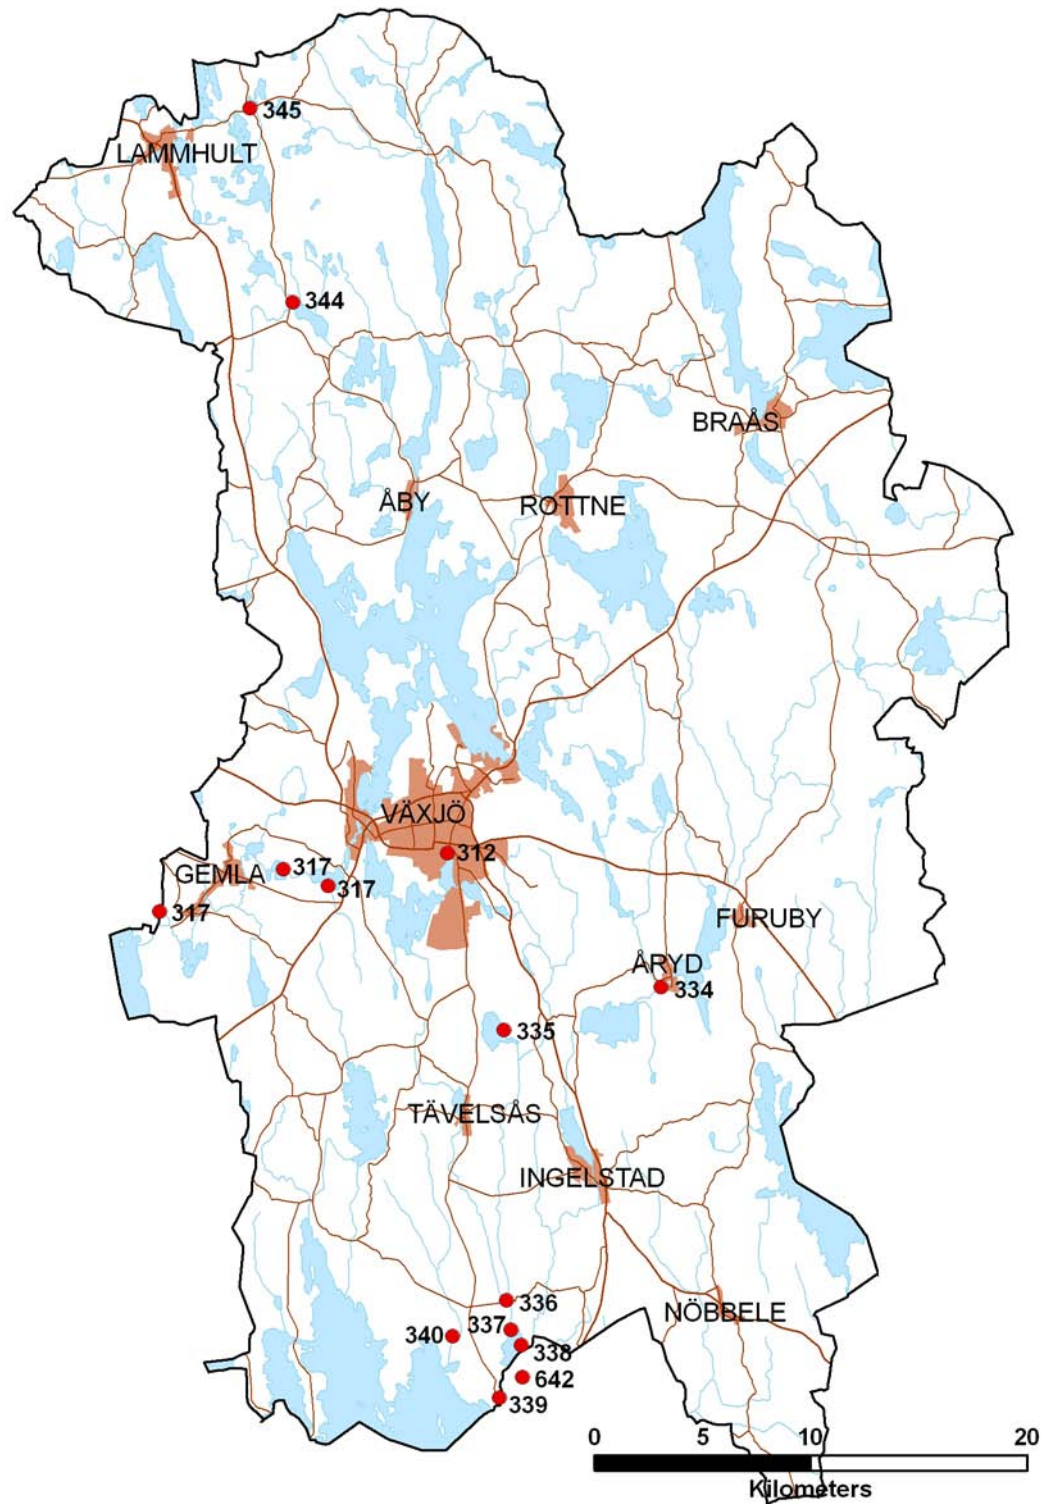 345
LAMMHULT
344
BRAÅS
ÅBY
ROTTNE
VÄXJÖ
312
317
GEMLA
317
317
FURUBY
ÅRYD
334
335
TÄVELSÅS
INGELSTAD
336
NÖBBELE
337
340
338
642
339
0 5 10 20
Kilometers